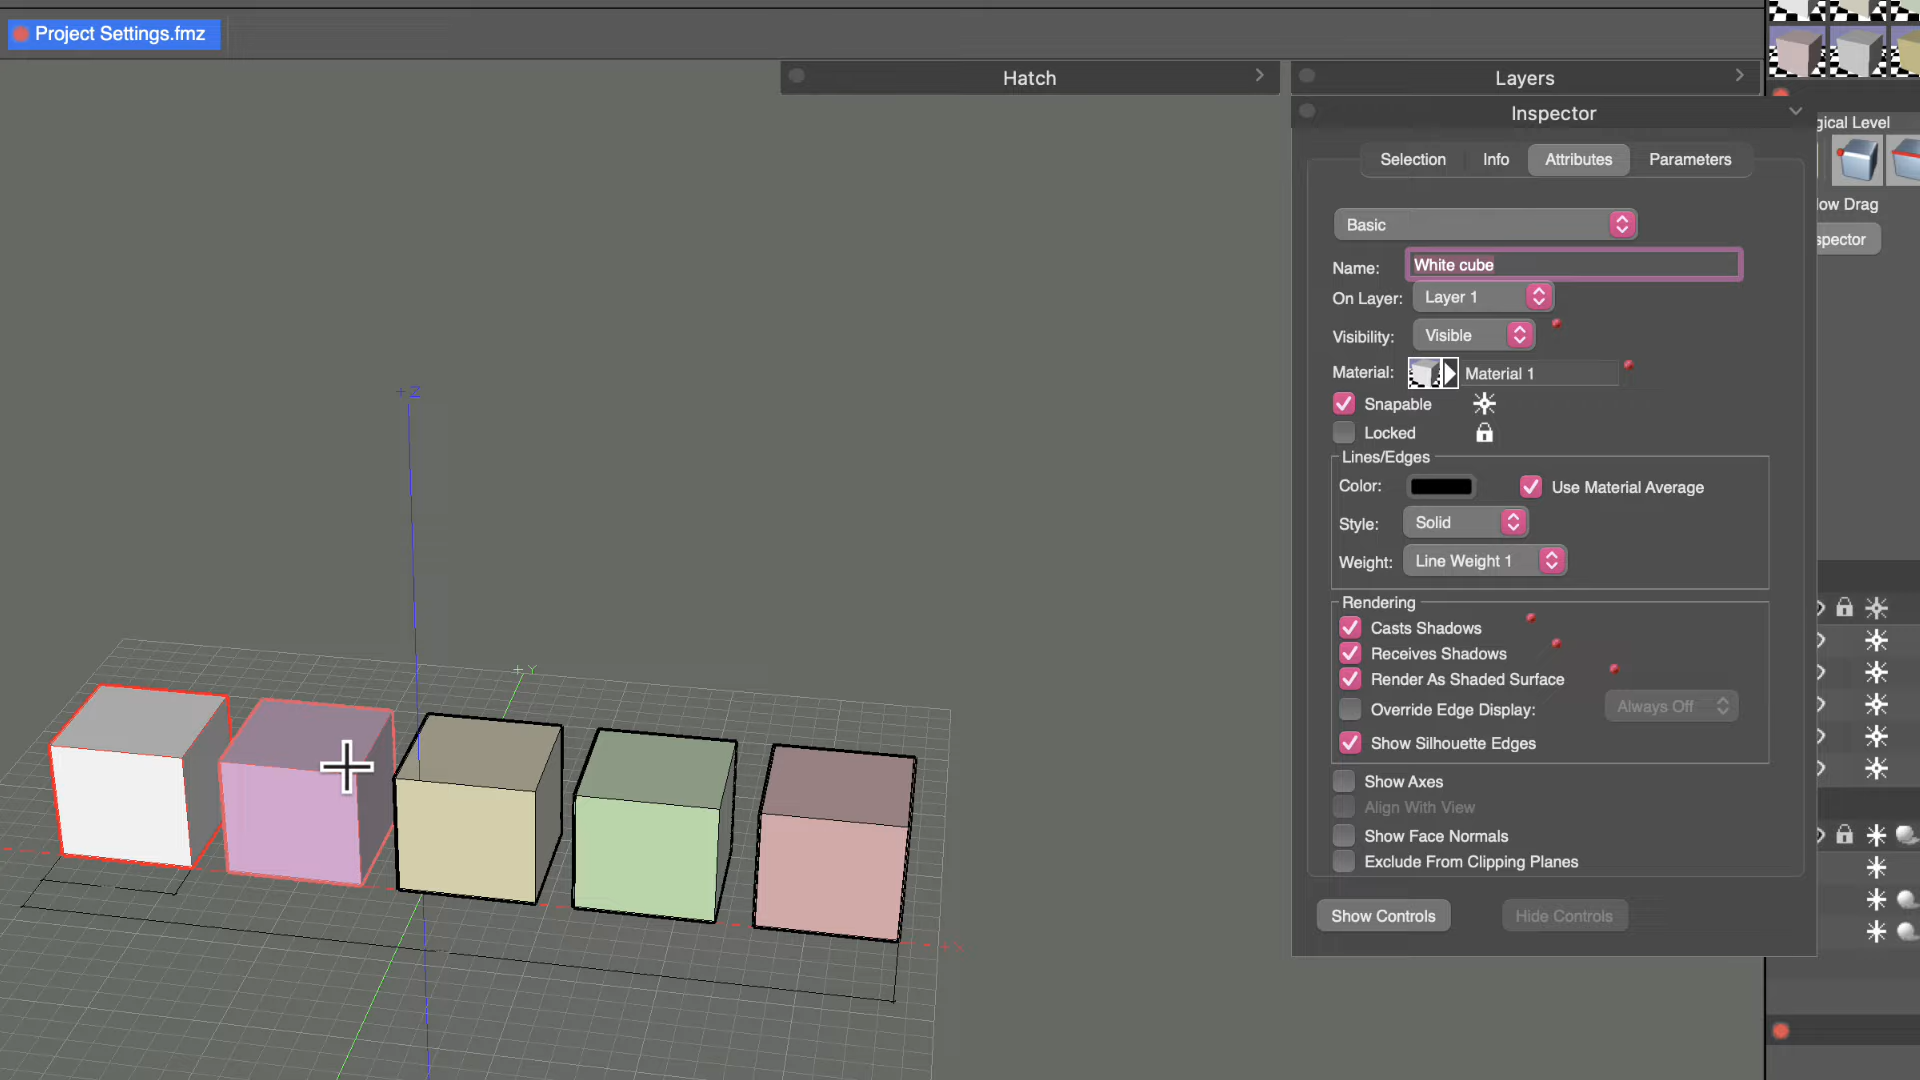 Project Settings.fmz
Hatch
Layers
Inspector
gical Level
Selection Info Attributes Parameters
ow Drag
Basic
spector
Name: White cube
On Layer: Layer 1
Visibility: Visible
Material: Material 1
Snapable
Locked
Lines/Edges
Color: Use Material Average
Style: Solid
Weight: Line Weight 1
Rendering
Casts Shadows
Receives Shadows
Render As Shaded Surface
Override Edge Display: Always Off
Show Silhouette Edges
Show Axes
Align With View
Show Face Normals
Exclude From Clipping Planes
Show Controls Hide Controls
+Z
+Y
+X